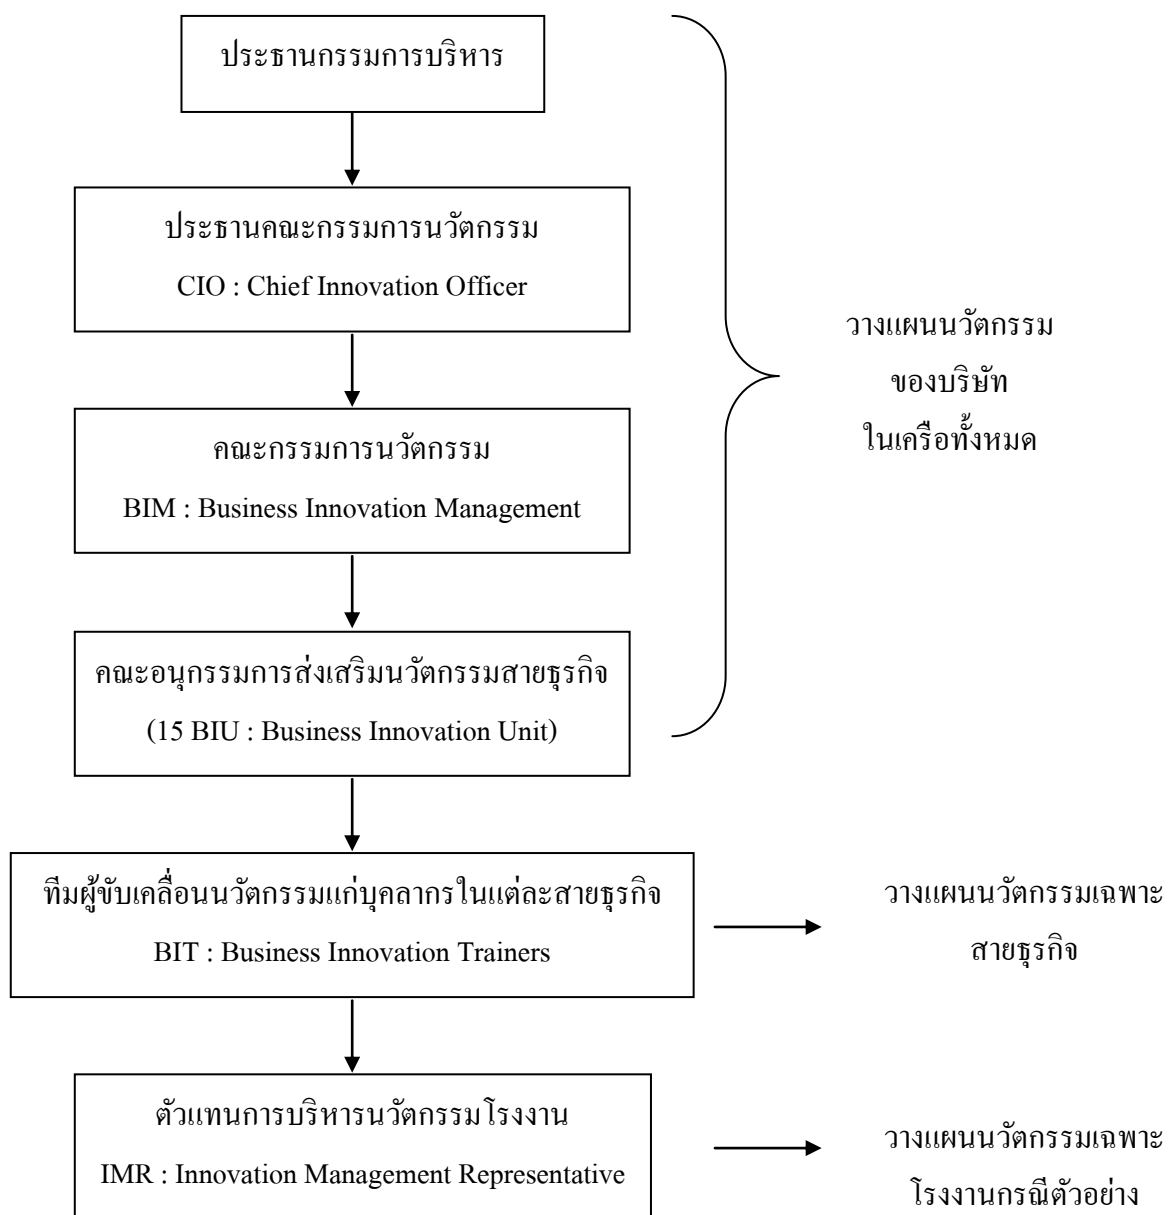 ประธานกรรมการบริหาร
ประธานคณะกรรมการนวัตกรรม
CIO : Chief Innovation Officer
คณะกรรมการนวัตกรรม
BIM : Business Innovation Management
คณะอนุกรรมการส่งเสริมนวัตกรรมสายธุรกิจ
(15 BIU : Business Innovation Unit)
วางแผนนวัตกรรม
ของบริษัท
ในเครือทั้งหมด
ทีมผู้ขับเคลื่อนนวัตกรรมแก่บุคลากรในแต่ละสายธุรกิจ
BIT : Business Innovation Trainers
วางแผนนวัตกรรมเฉพาะ
สายธุรกิจ
ตัวแทนการบริหารนวัตกรรมโรงงาน
IMR : Innovation Management Representative
วางแผนนวัตกรรมเฉพาะ
โรงงานกรณีตัวอย่าง